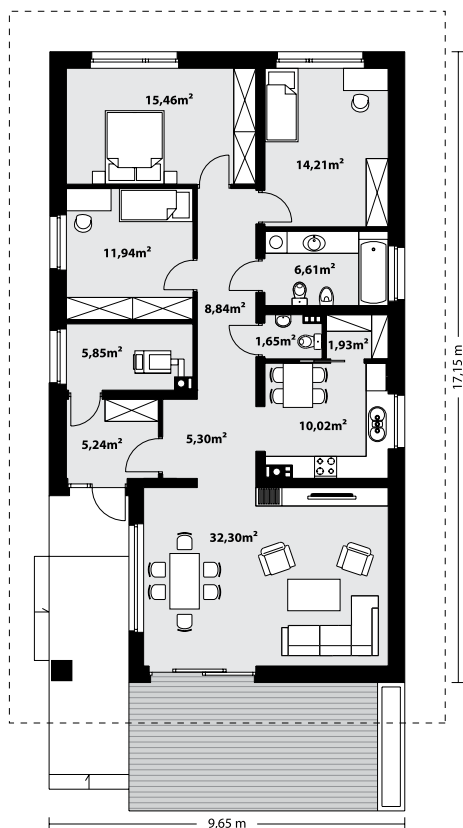 15,46m²
14,21m²
11,94m²
6,61m²
8,84m²
1,65m²
1,93m²
5,85m²
10,02m²
5,24m²
5,30m²
32,30m²
17,15 m
9.65 m